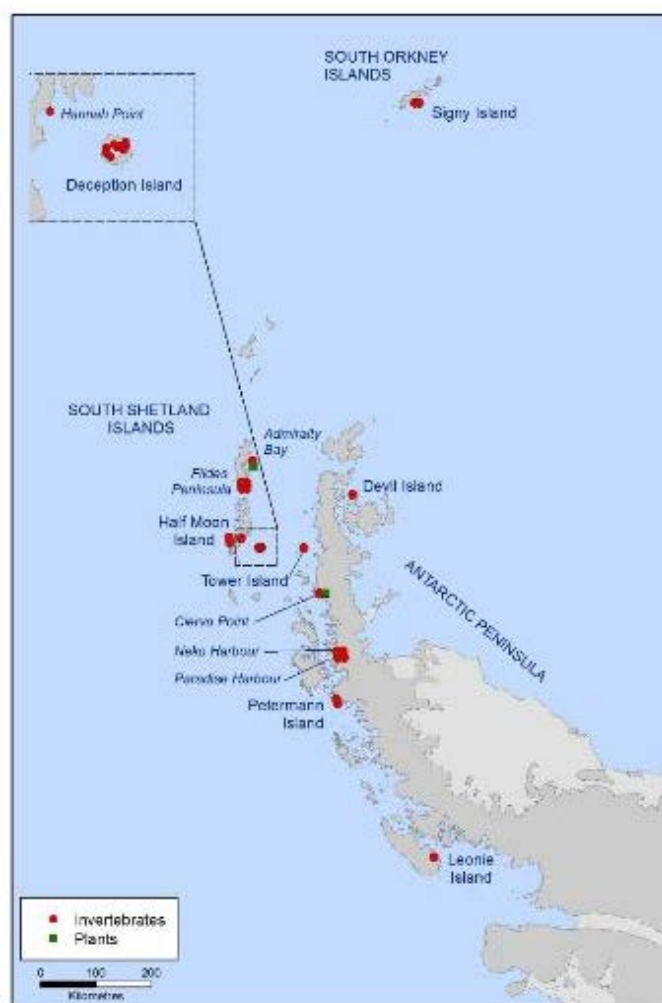 SOUTH ORKNEY
ISLANDS
Signy Island
Hannah Point
Deception Island
SOUTH SHETLAND
ISLANDS
Admiralty
Bay
Fildes
Peninsula
Devil Island
Half Moon
Island
Tower Island
ANTARCTIC PENINSULA
Cierva Point
Neko Harbour
Paradise Harbour
Petermann
Island
Leonie
Island
Invertebrates
Plants
0 100 200
Kilometres